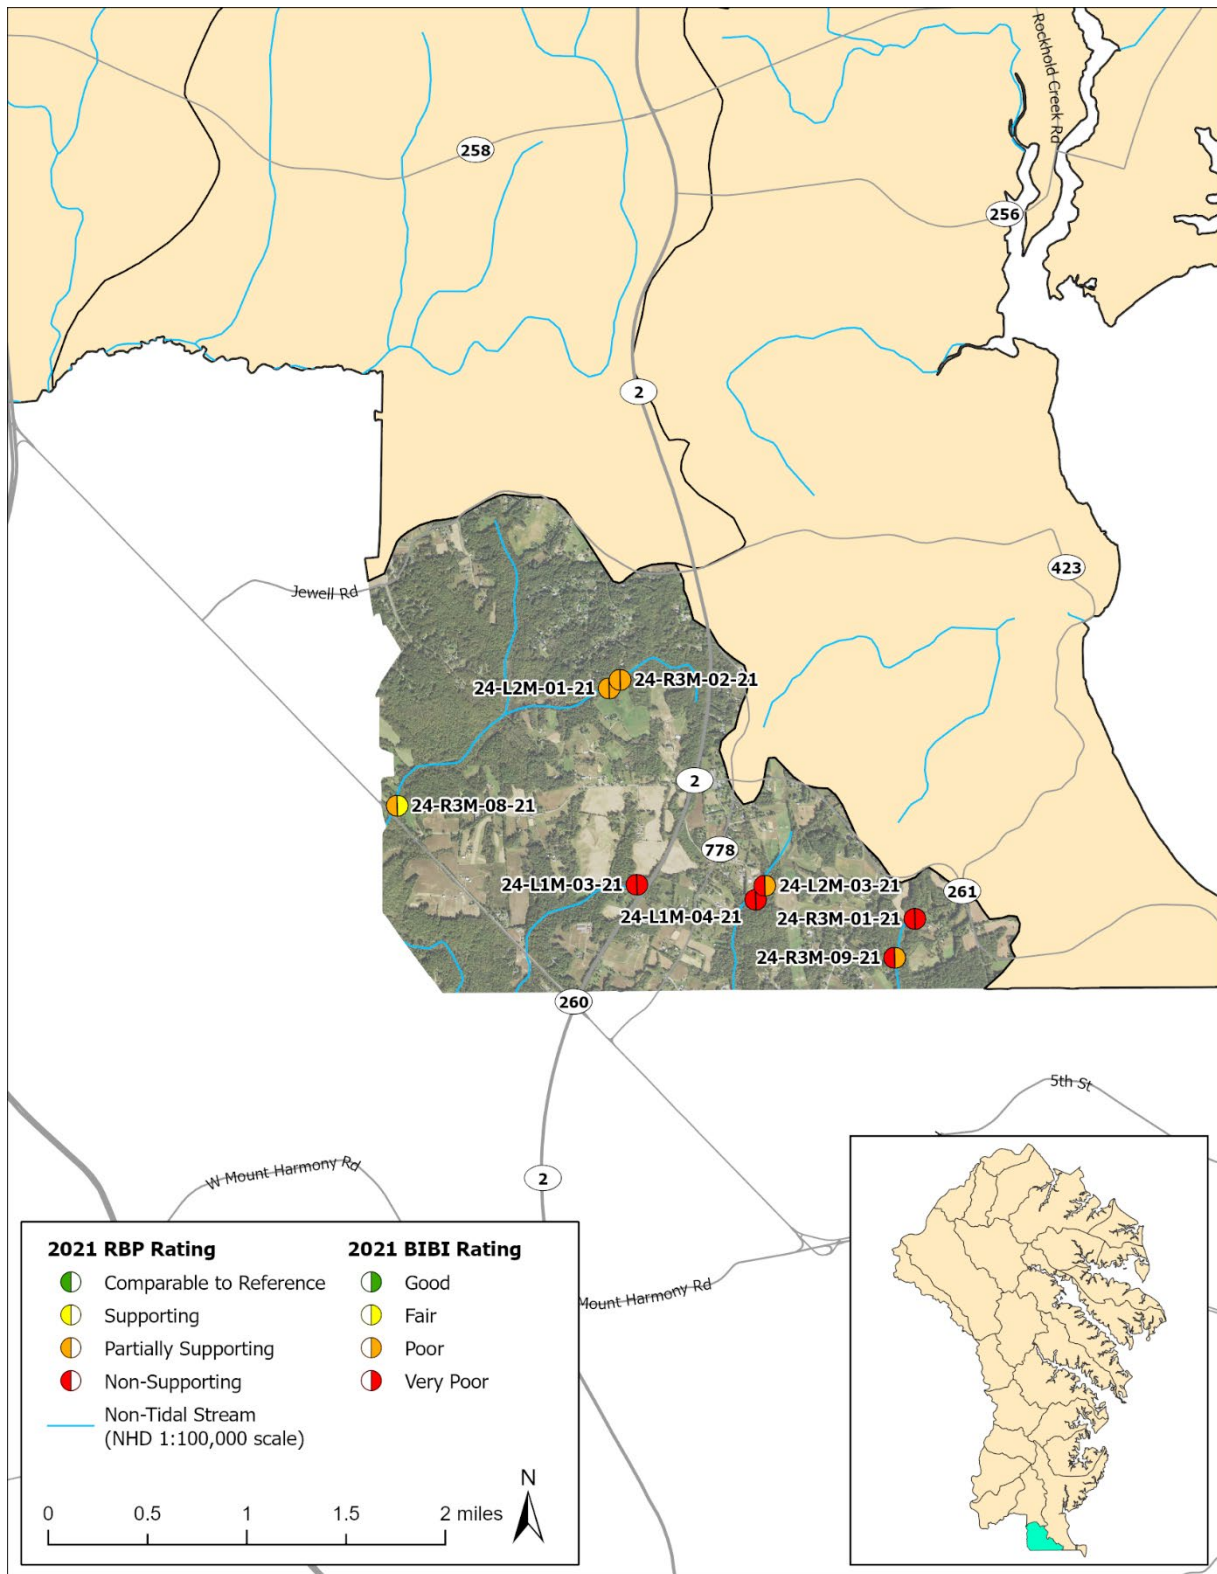 Rockhold Creek Rd
258
256
2
423
Jewell Rd
24-R3M-02-21
24-L2M-01-21
2
24-R3M-08-21
778
24-L1M-03-21
24-L2M-03-21
261
24-L1M-04-21
24-R3M-01-21
24-R3M-09-21
260
5th St
W Mount Harmony Rd
2
Mount Harmony Rd
2021 RBP Rating
Comparable to Reference
Supporting
Partially Supporting
Non-Supporting
Non-Tidal Stream
(NHD 1:100,000 scale)
2021 BIBI Rating
Good
Fair
Poor
Very Poor
N
0 0.5 1 1.5 2 miles